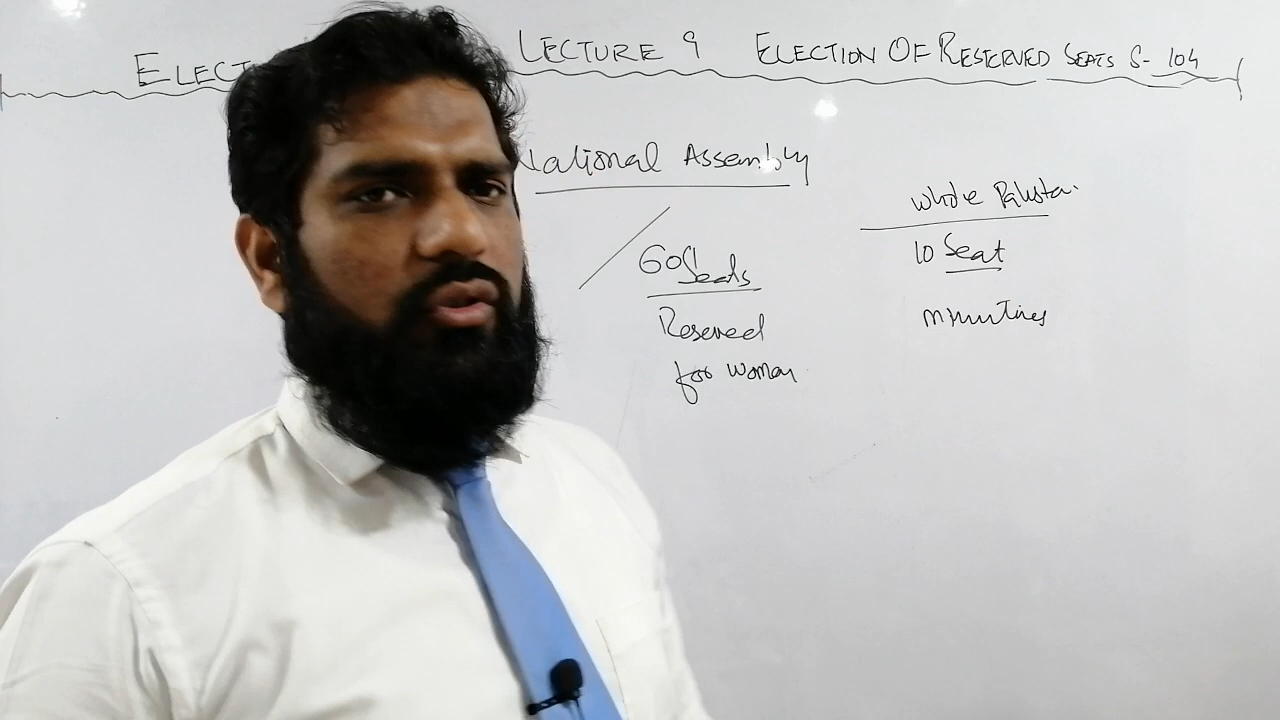 ELECT LECTURE 9 ELECTION OF RESERVED SEATS S-104
National Assembly
Whole Pakistan
60 Seats
10 Seat
Reserved
for women